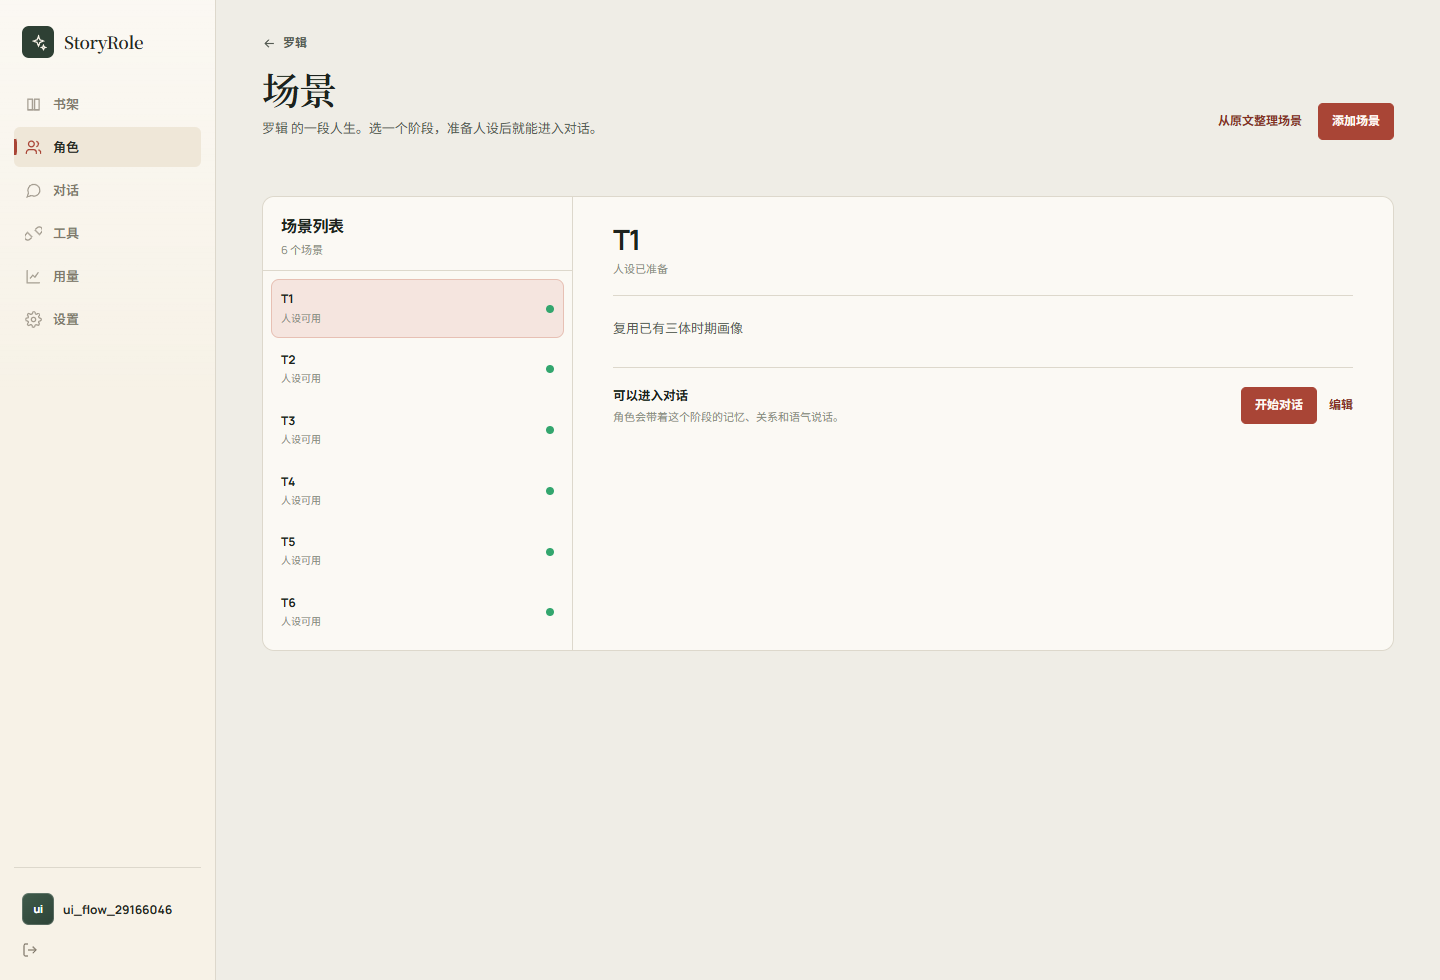 StoryRole
书架
角色
对话
工具
用量
设置
ui
ui_flow_29166046
← 罗辑
场景
罗辑 的一段人生。选一个阶段，准备人设后就能进入对话。
从原文整理场景
添加场景
场景列表
6 个场景
T1
人设可用
T2
人设可用
T3
人设可用
T4
人设可用
T5
人设可用
T6
人设可用
T1
人设已准备
复用已有三体时期画像
可以进入对话
角色会带着这个阶段的记忆、关系和语气说话。
开始对话
编辑